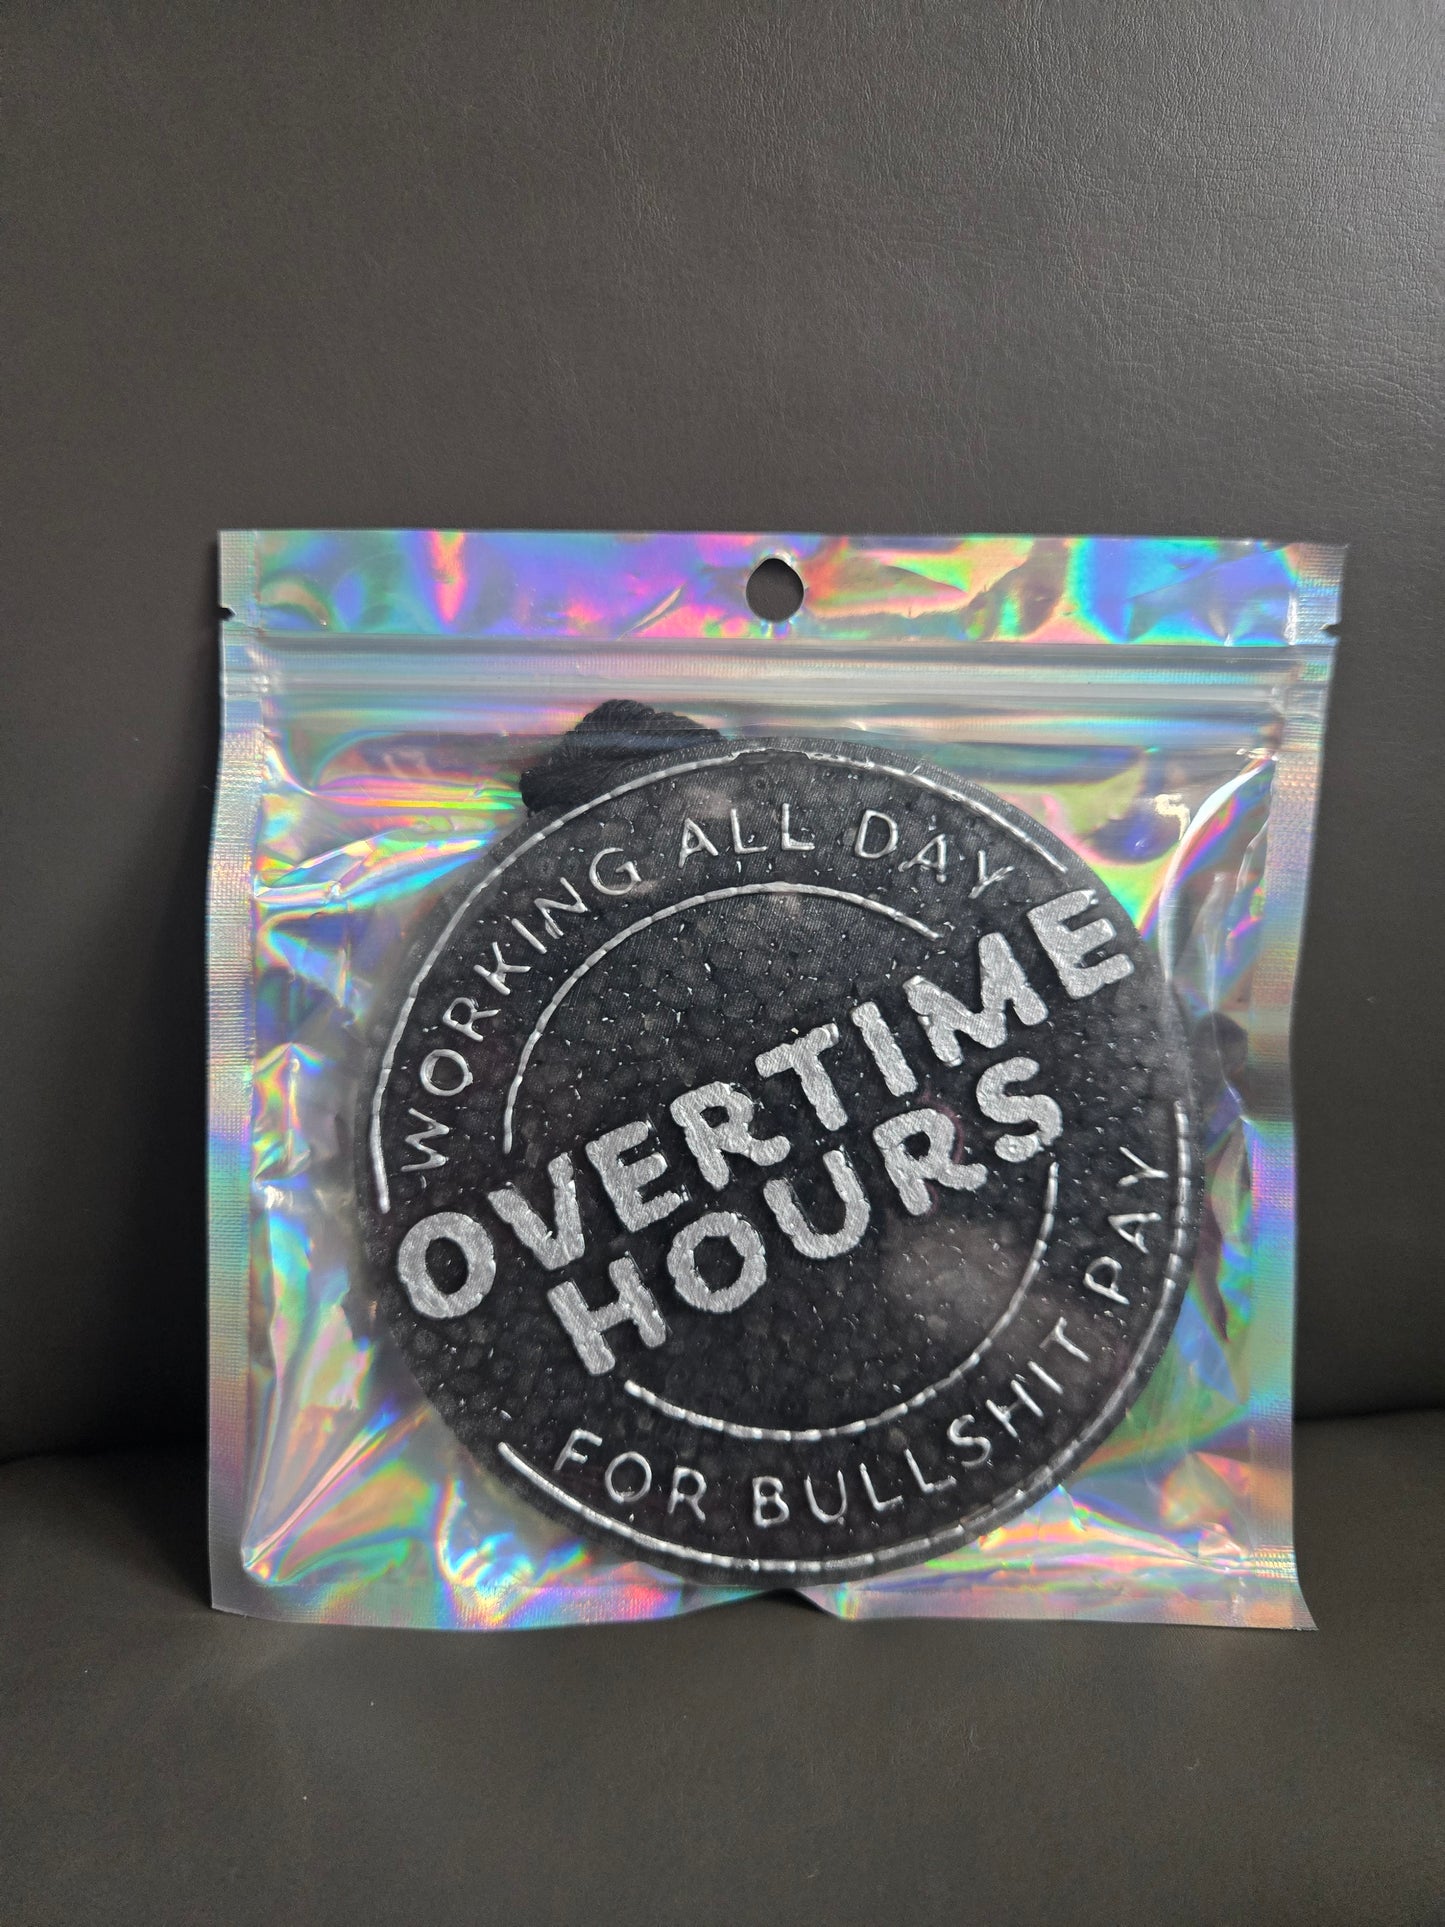 WORKING ALL DAY
OVERTIME
HOURS
FOR BULLSHIT PAY